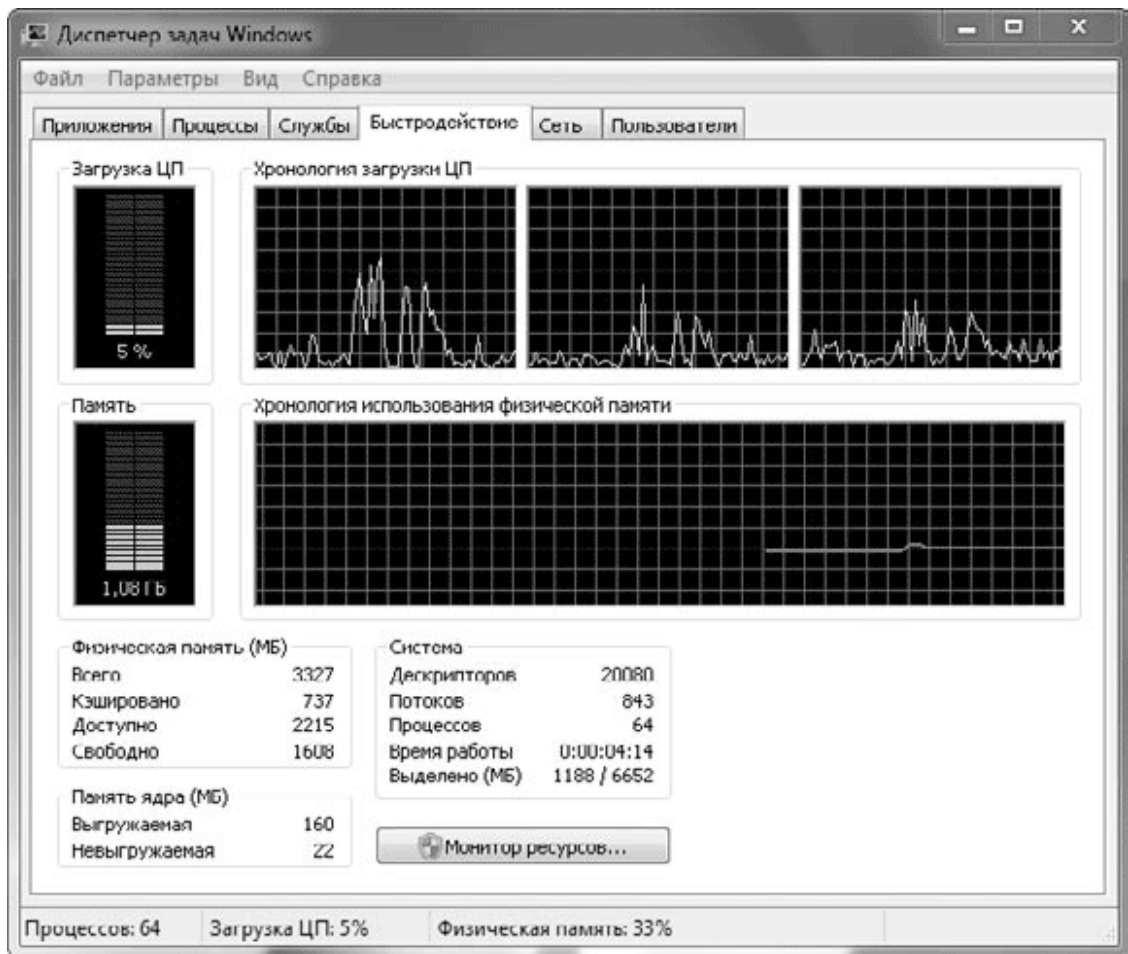 Диспетчер задач Windows
Файл Параметры Вид Справка
Приложения Процессы Службы Быстродействие Сеть Пользователи
Загрузка ЦП Хронология загрузки ЦП
5 %
Память Хронология использования физической памяти
1,08 ГБ
Физическая память (МБ) Система
Всего 3327 Дескрипторов 20080
Кэшировано 737 Потоков 843
Доступно 2215 Процессов 64
Свободно 1608 Время работы 0:00:04:14
Выделено (МБ) 1188 / 6652
Память ядра (МБ)
Выгружаемая 160
Невыгружаемая 22
Монитор ресурсов...
Процессов: 64 Загрузка ЦП: 5% Физическая память: 33%